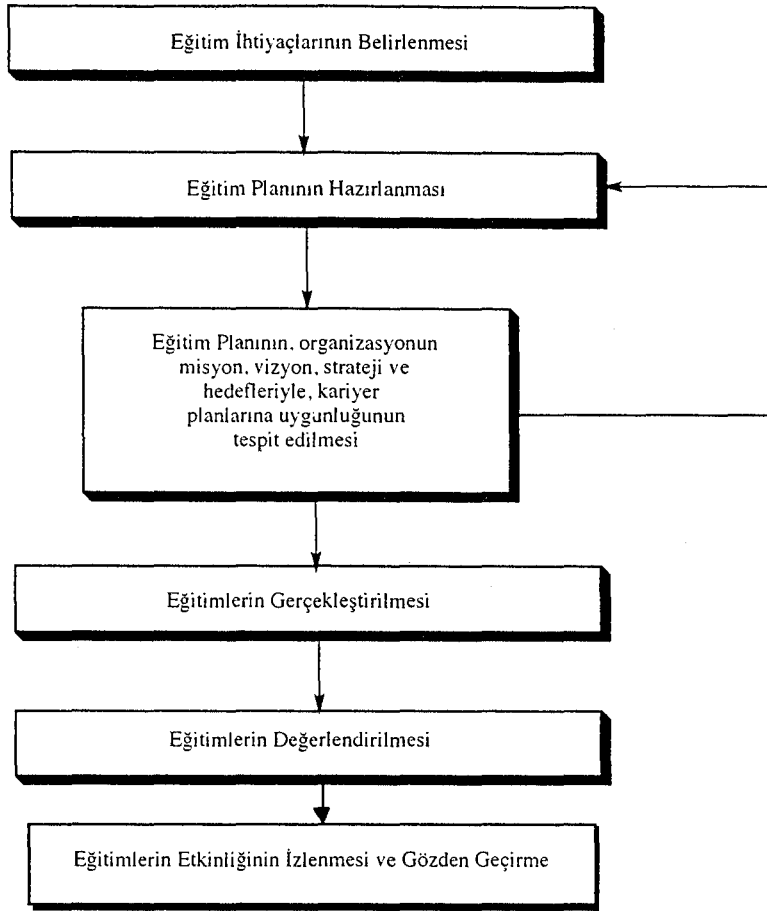 Eğitim İhtiyaçlarının Belirlenmesi
Eğitim Planının Hazırlanması
Eğitim Planının, organizasyonun
misyon, vizyon, strateji ve
hedefleriyle, kariyer
planlarına uygunluğunun
tespit edilmesi
Eğitimlerin Gerçekleştirilmesi
Eğitimlerin Değerlendirilmesi
Eğitimlerin Etkinliğinin İzlenmesi ve Gözden Geçirme